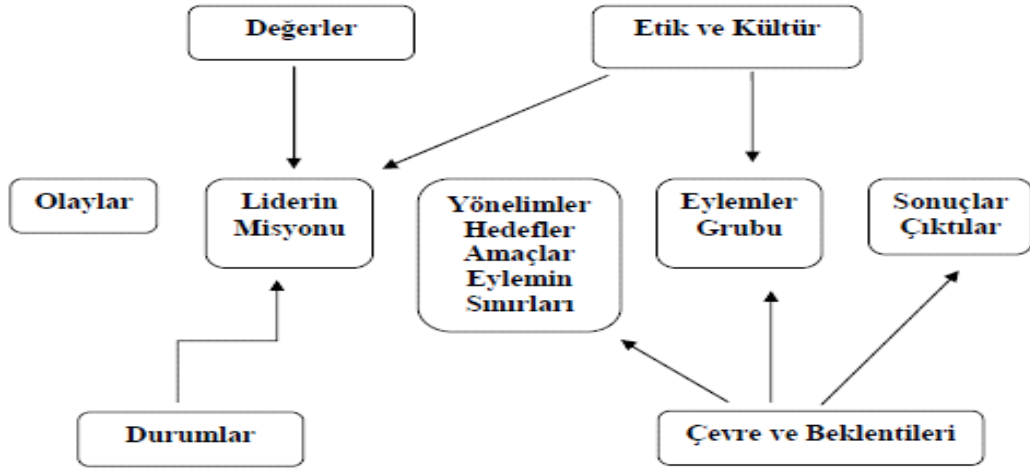 Değerler
Etik ve Kültür
Olaylar
Liderin
Misyonu
Yönelimler
Hedefler
Amaçlar
Eylemin
Sınırları
Eylemler
Grubu
Sonuçlar
Çıktılar
Durumlar
Çevre ve Beklentileri